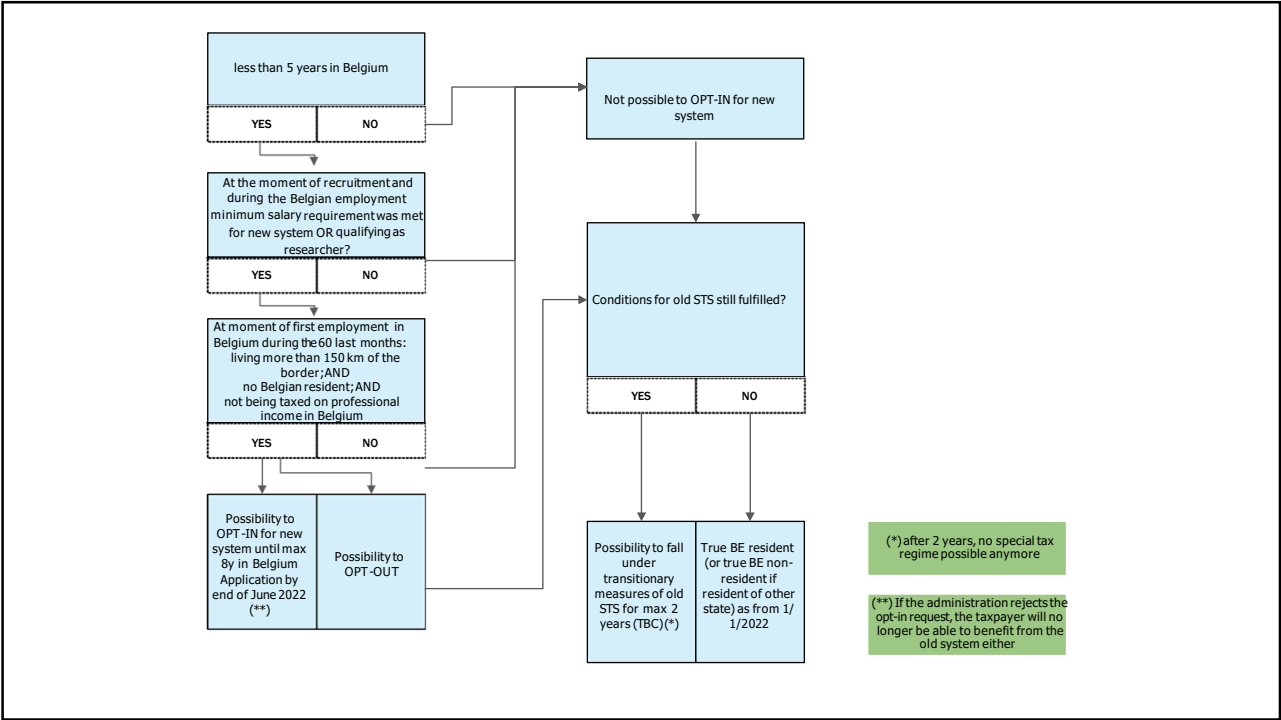 less than 5 years in Belgium
YES
NO
At the moment of recruitment and
during the Belgian employment
minimum salary requirement was met
for new system OR qualifying as
researcher?
YES
NO
At moment of first employment in
Belgium during the 60 last months:
living more than 150 km of the
border; AND
no Belgian resident; AND
not being taxed on professional
income in Belgium
YES
NO
Possibility to
OPT-IN for new
system until max
8y in Belgium
Application by
end of June 2022
(**)
Possibility to
OPT-OUT
Not possible to OPT-IN for new
system
Conditions for old STS still fulfilled?
YES
NO
Possibility to fall
under
transitionary
measures of old
STS for max 2
years (TBC)(*)
True BE resident
(or true BE non-
resident if
resident of other
state) as from 1/
1/2022
(*) after 2 years, no special tax
regime possible anymore
(**) If the administration rejects the
opt-in request, the taxpayer will no
longer be able to benefit from the
old system either